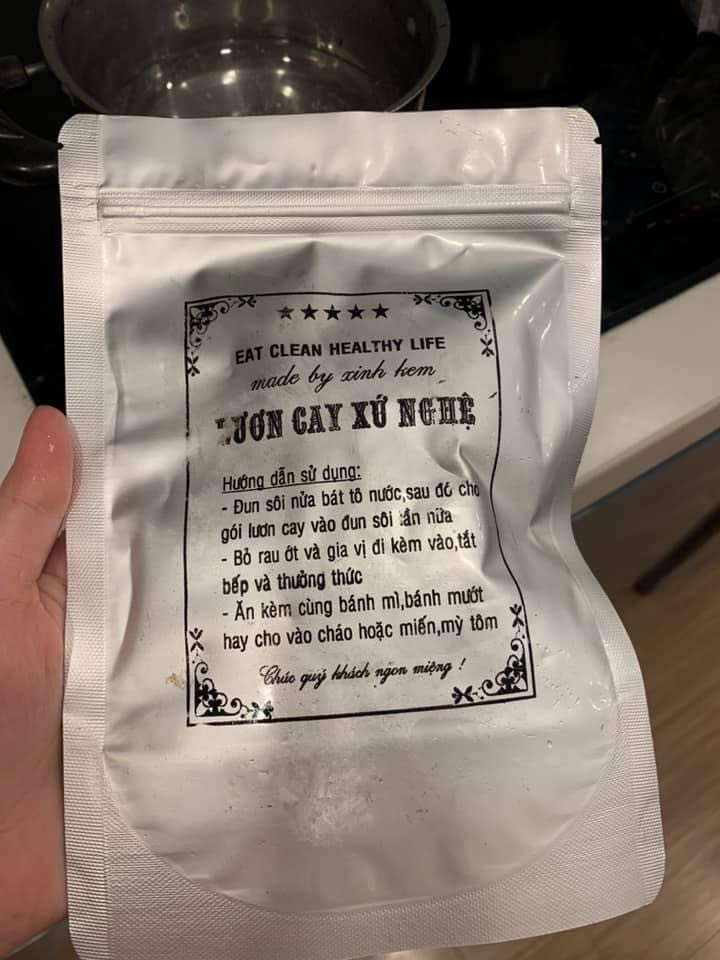 ★★★★★
EAT CLEAN HEALTHY LIFE
made by xinh kem
LƯƠN CAY XỨ NGHỆ
Hướng dẫn sử dụng:
- Đun sôi nửa bát tô nước,sau đó cho
gói lươn cay vào đun sôi lần nữa
- Bỏ rau ớt và gia vị đi kèm vào,tắt
bếp và thưởng thức
- Ăn kèm cùng bánh mì,bánh mướt
hay cho vào cháo hoặc miến,mỳ tôm
Chúc quý khách ngon miệng !